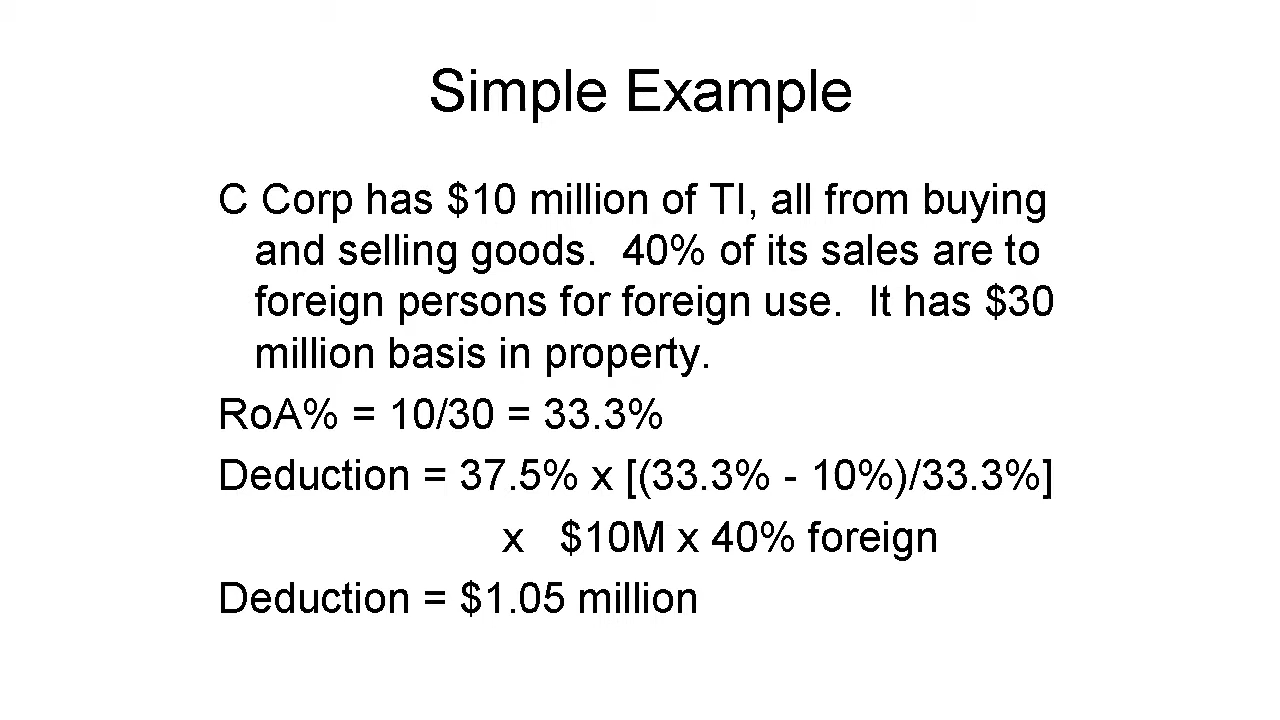 Simple Example
C Corp has $10 million of TI, all from buying
and selling goods.  40% of its sales are to
foreign persons for foreign use.  It has $30
million basis in property.
RoA% = 10/30 = 33.3%
Deduction = 37.5% x [(33.3% - 10%)/33.3%]
x   $10M x 40% foreign
Deduction = $1.05 million